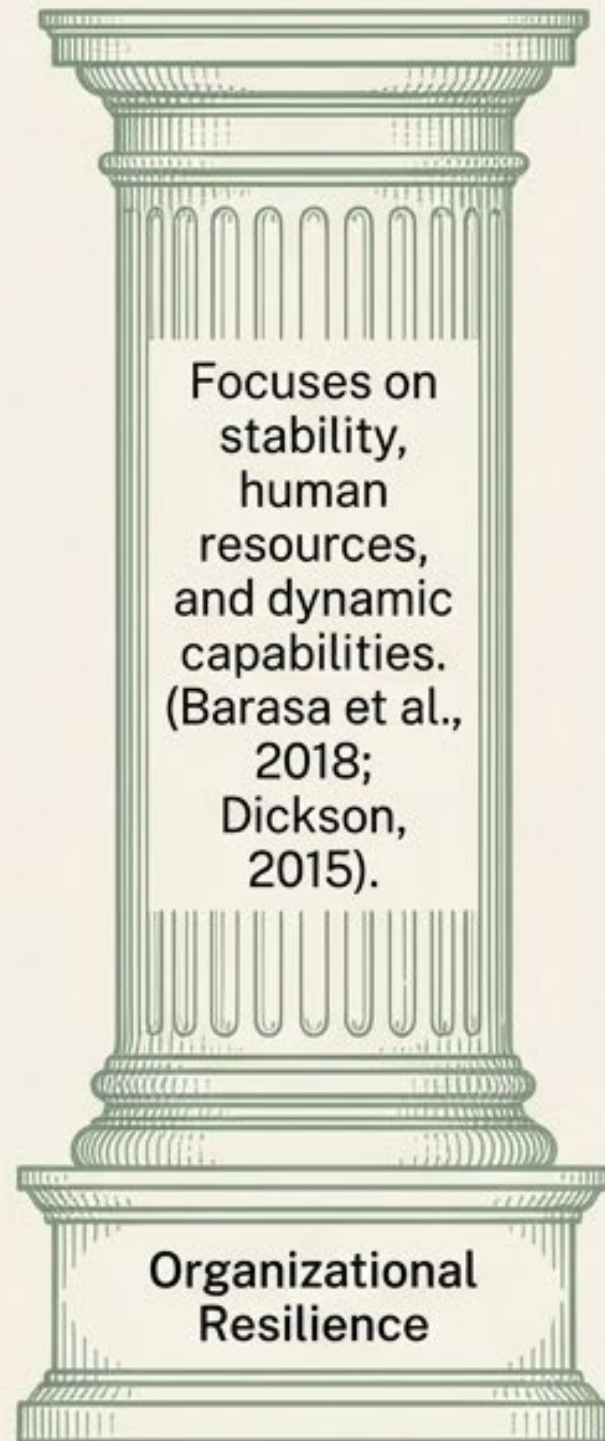 Focuses on
stability,
human
resources,
and dynamic
capabilities.
(Barasa et al.,
2018;
Dickson,
2015).
Organizational
Resilience